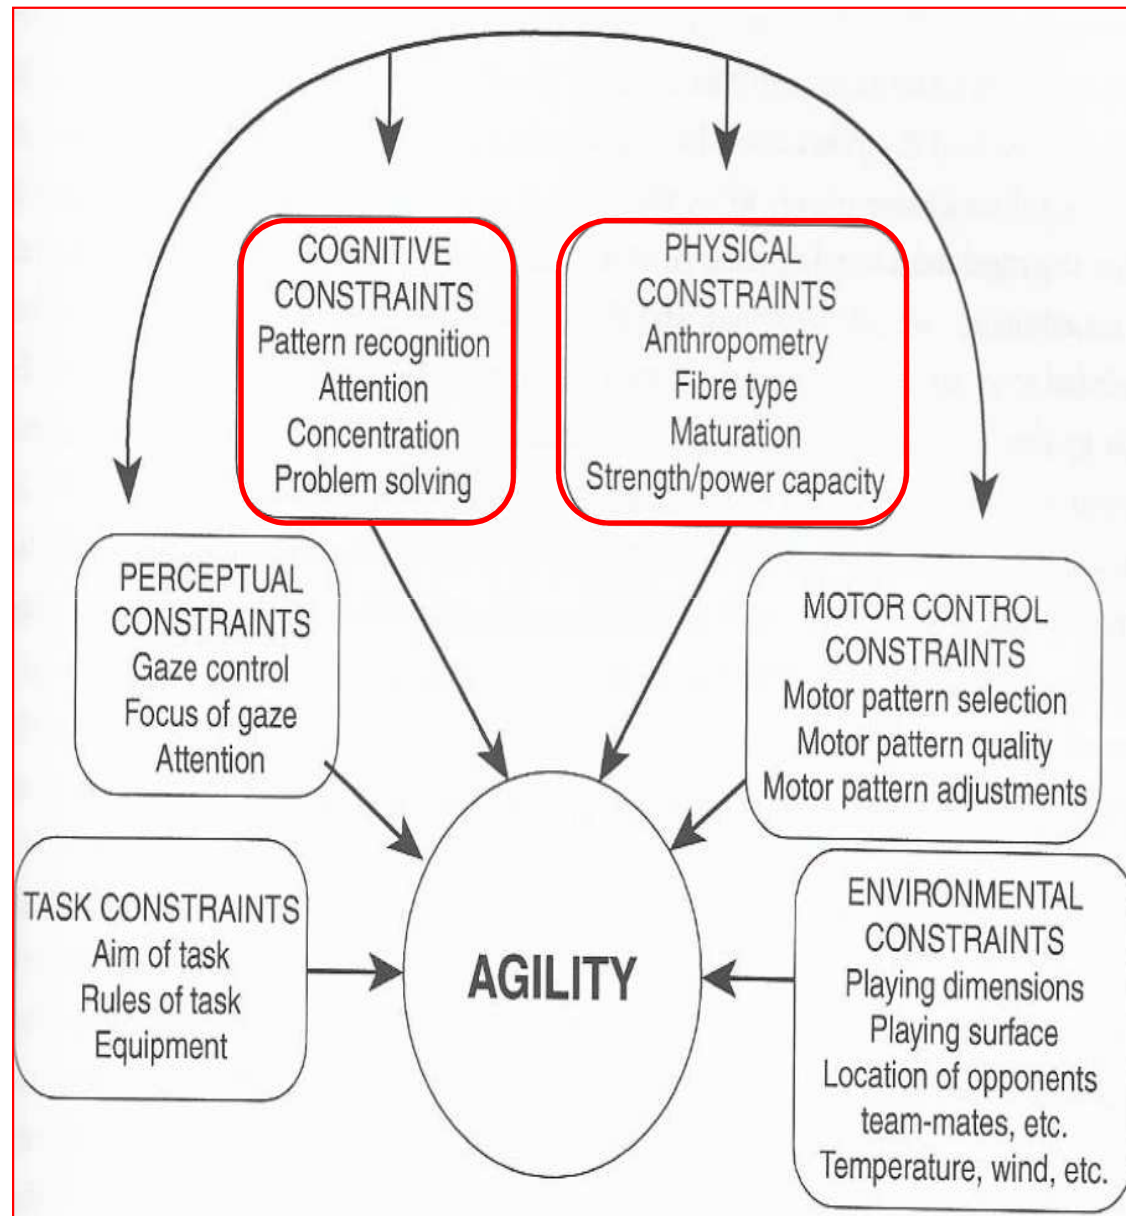 COGNITIVE
CONSTRAINTS
Pattern recognition
Attention
Concentration
Problem solving
PHYSICAL
CONSTRAINTS
Anthropometry
Fibre type
Maturation
Strength/power capacity
PERCEPTUAL
CONSTRAINTS
Gaze control
Focus of gaze
Attention
MOTOR CONTROL
CONSTRAINTS
Motor pattern selection
Motor pattern quality
Motor pattern adjustments
TASK CONSTRAINTS
Aim of task
Rules of task
Equipment
AGILITY
ENVIRONMENTAL
CONSTRAINTS
Playing dimensions
Playing surface
Location of opponents
team-mates, etc.
Temperature, wind, etc.